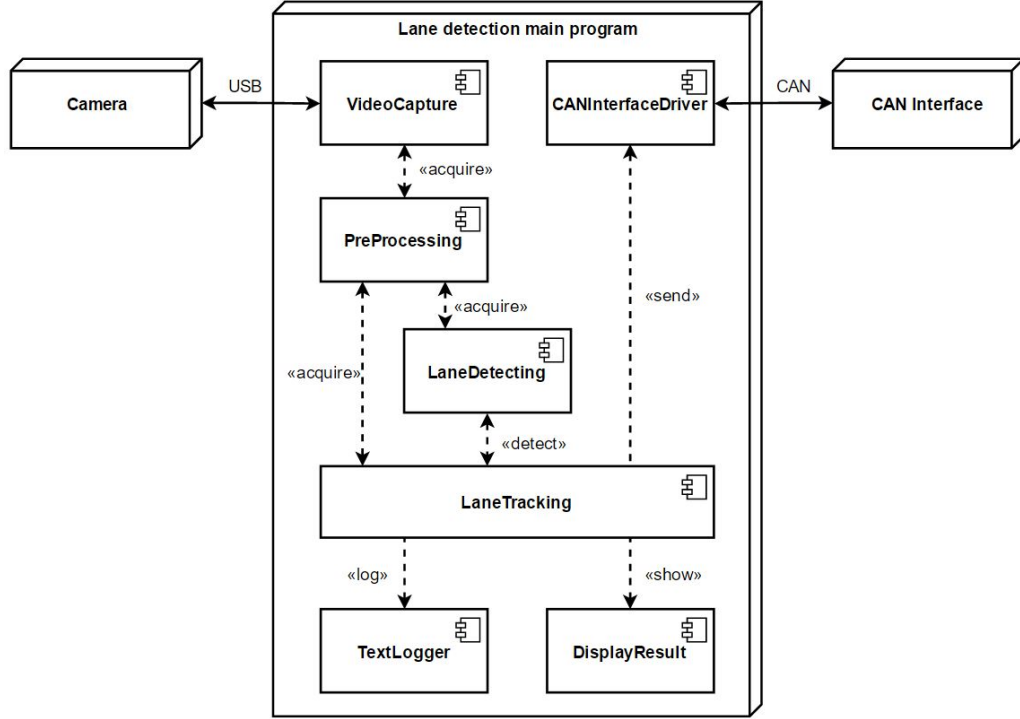 Lane detection main program
Camera
USB
VideoCapture
CANInterfaceDriver
CAN
CAN Interface
«acquire»
PreProcessing
«acquire»
«send»
«acquire»
LaneDetecting
«detect»
LaneTracking
«log»
«show»
TextLogger
DisplayResult